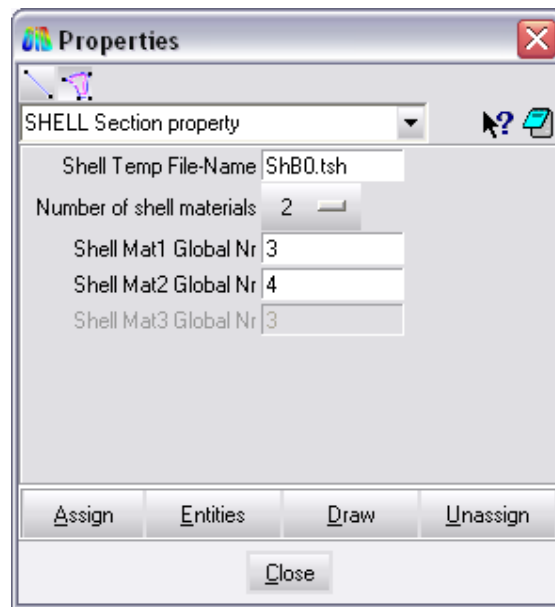 Properties
SHELL Section property
Shell Temp File-Name ShB0.tsh
Number of shell materials 2
Shell Mat1 Global Nr 3
Shell Mat2 Global Nr 4
Shell Mat3 Global Nr 3
Assign Entities Draw Unassign
Close